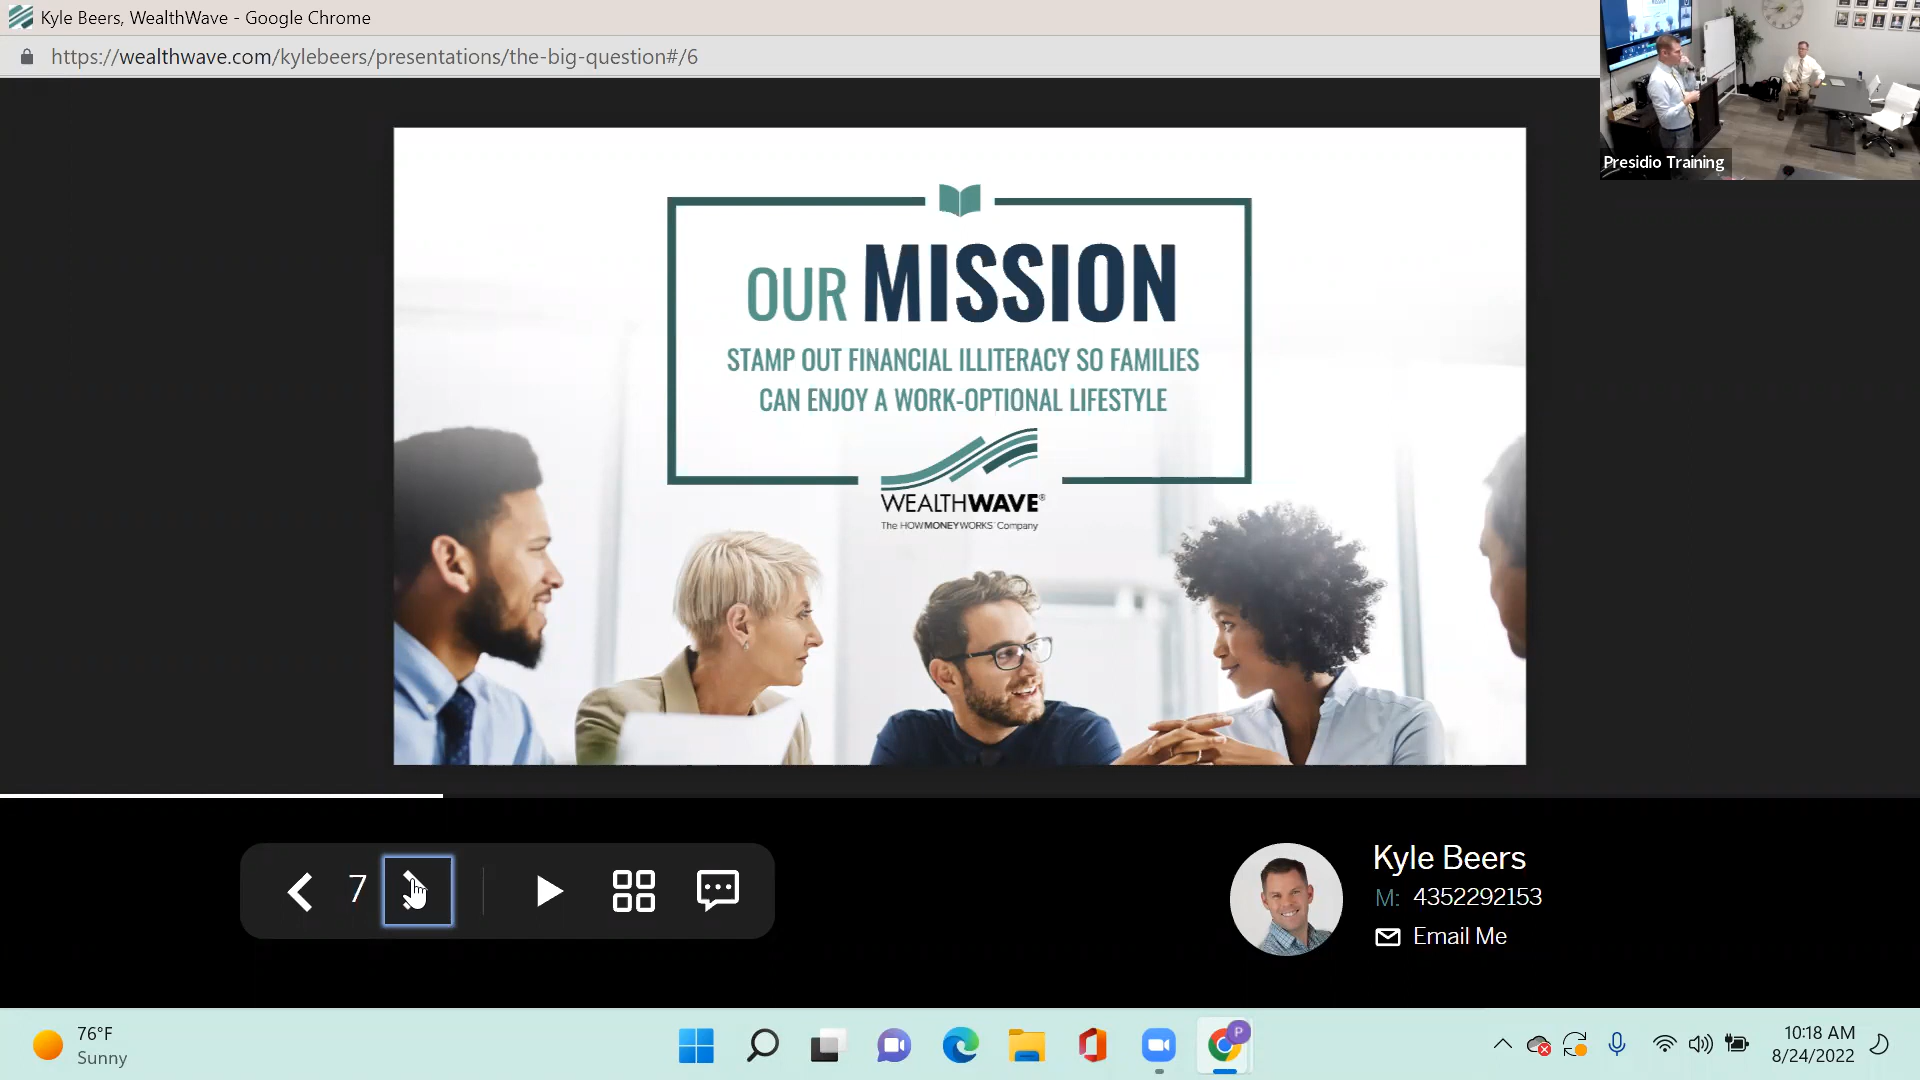 Kyle Beers, WealthWave - Google Chrome
https://wealthwave.com/kylebeers/presentations/the-big-question#/6
Presidio Training
OUR MISSION
STAMP OUT FINANCIAL ILLITERACY SO FAMILIES
CAN ENJOY A WORK-OPTIONAL LIFESTYLE
WEALTHWAVE®
The HOWMONEYWORKS™ Company
7
Kyle Beers
M: 4352292153
Email Me
76°F
Sunny
P
10:18 AM
8/24/2022